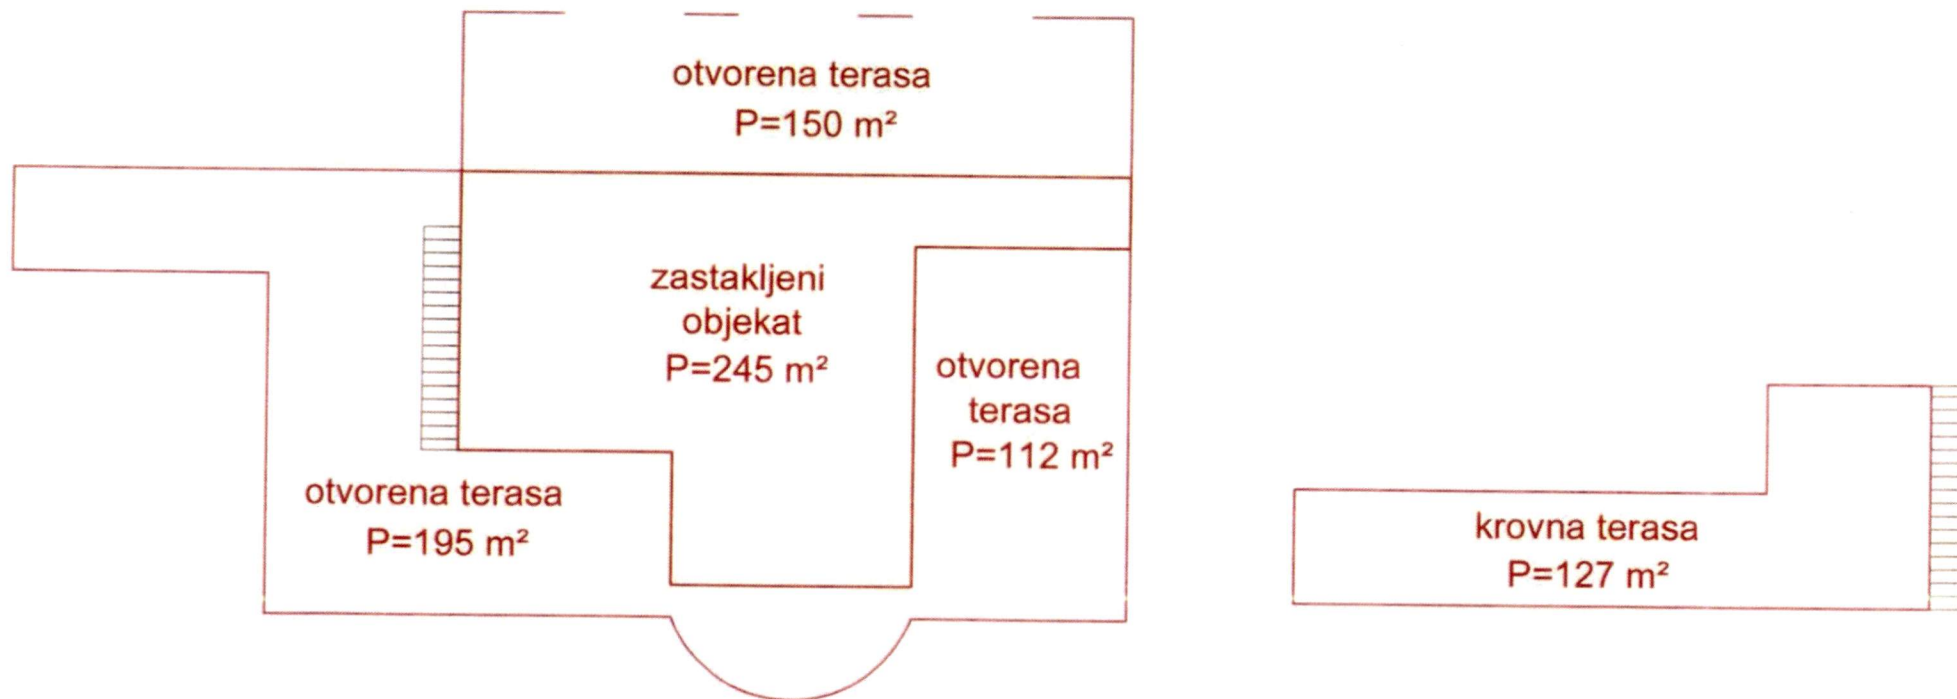 otvorena terasa
P=150 m²
zastakljeni
objekat
P=245 m²
otvorena
terasa
P=112 m²
otvorena terasa
P=195 m²
krovna terasa
P=127 m²